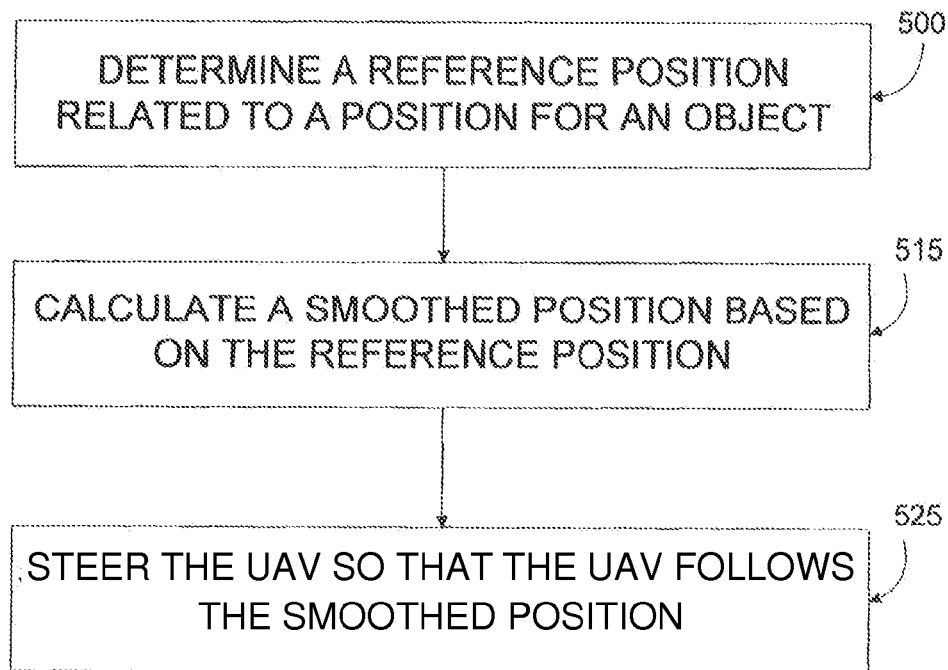 500
DETERMINE A REFERENCE POSITION
RELATED TO A POSITION FOR AN OBJECT
515
CALCULATE A SMOOTHED POSITION BASED
ON THE REFERENCE POSITION
525
STEER THE UAV SO THAT THE UAV FOLLOWS
THE SMOOTHED POSITION